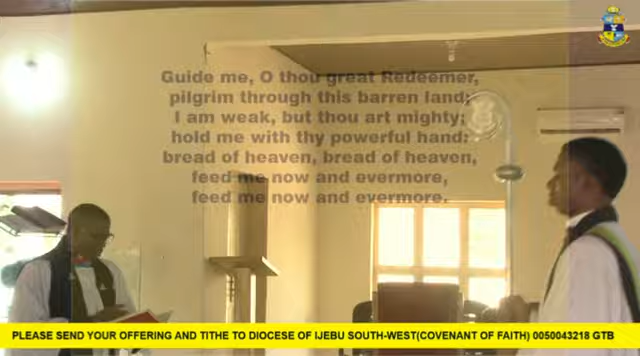 Guide me, O thou great Redeemer,
pilgrim through this barren land;
I am weak, but thou art mighty;
hold me with thy powerful hand:
bread of heaven, bread of heaven,
feed me now and evermore,
feed me now and evermore.
PLEASE SEND YOUR OFFERING AND TITHE TO DIOCESE OF IJEBU SOUTH-WEST(COVENANT OF FAITH) 0050043218 GTB